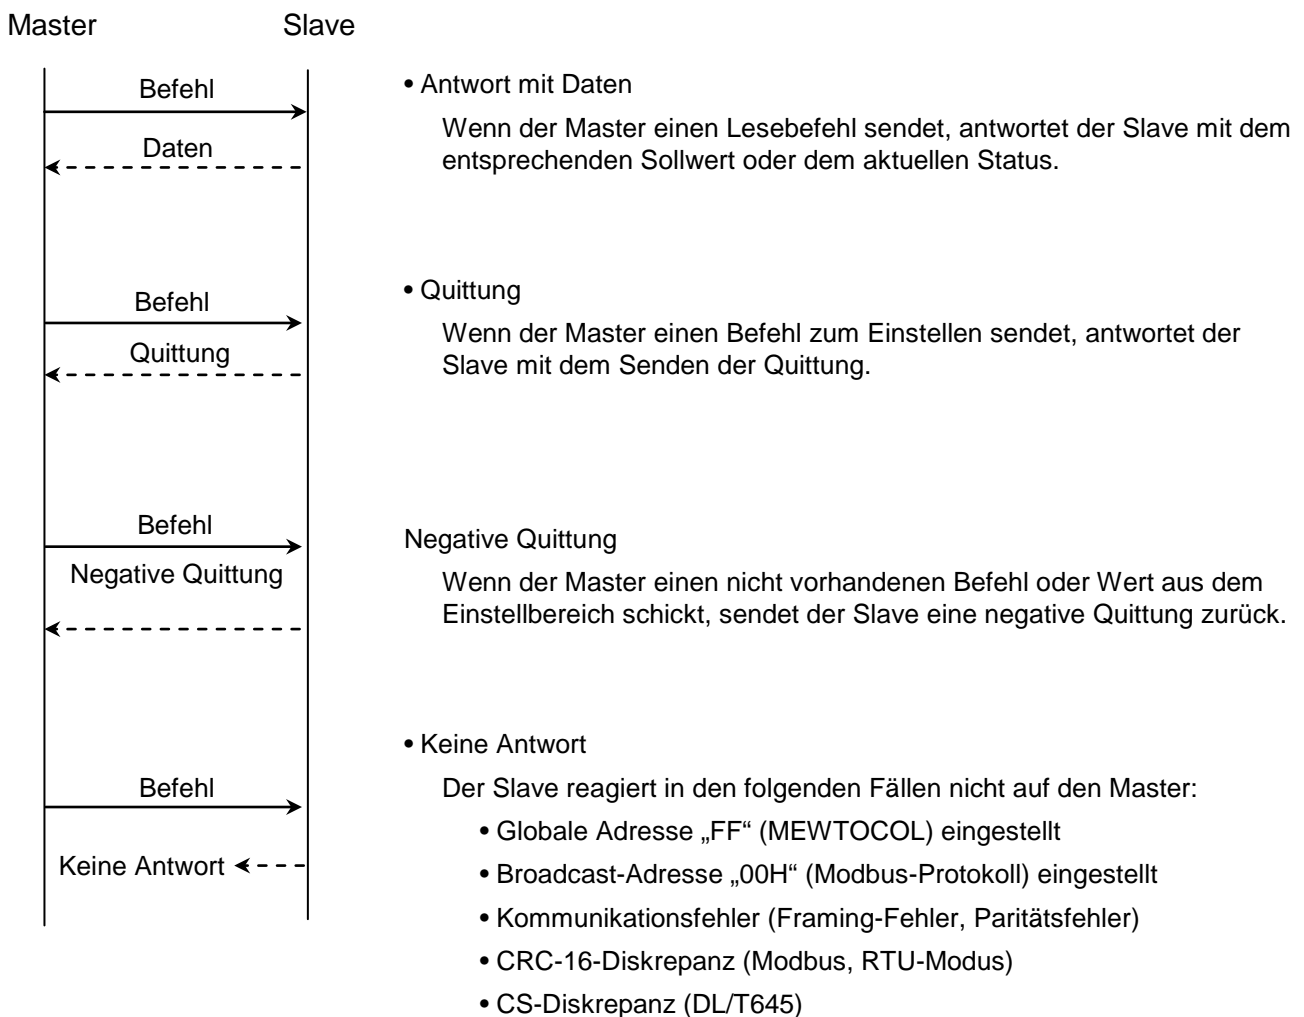 Master Slave
Befehl
Daten
• Antwort mit Daten
Wenn der Master einen Lesebefehl sendet, antwortet der Slave mit dem
entsprechenden Sollwert oder dem aktuellen Status.
Befehl
Quittung
• Quittung
Wenn der Master einen Befehl zum Einstellen sendet, antwortet der
Slave mit dem Senden der Quittung.
Befehl
Negative Quittung
Negative Quittung
Wenn der Master einen nicht vorhandenen Befehl oder Wert aus dem
Einstellbereich schickt, sendet der Slave eine negative Quittung zurück.
Befehl
Keine Antwort
• Keine Antwort
Der Slave reagiert in den folgenden Fällen nicht auf den Master:
• Globale Adresse „FF“ (MEWTOCOL) eingestellt
• Broadcast-Adresse „00H“ (Modbus-Protokoll) eingestellt
• Kommunikationsfehler (Framing-Fehler, Paritätsfehler)
• CRC-16-Diskrepanz (Modbus, RTU-Modus)
• CS-Diskrepanz (DL/T645)